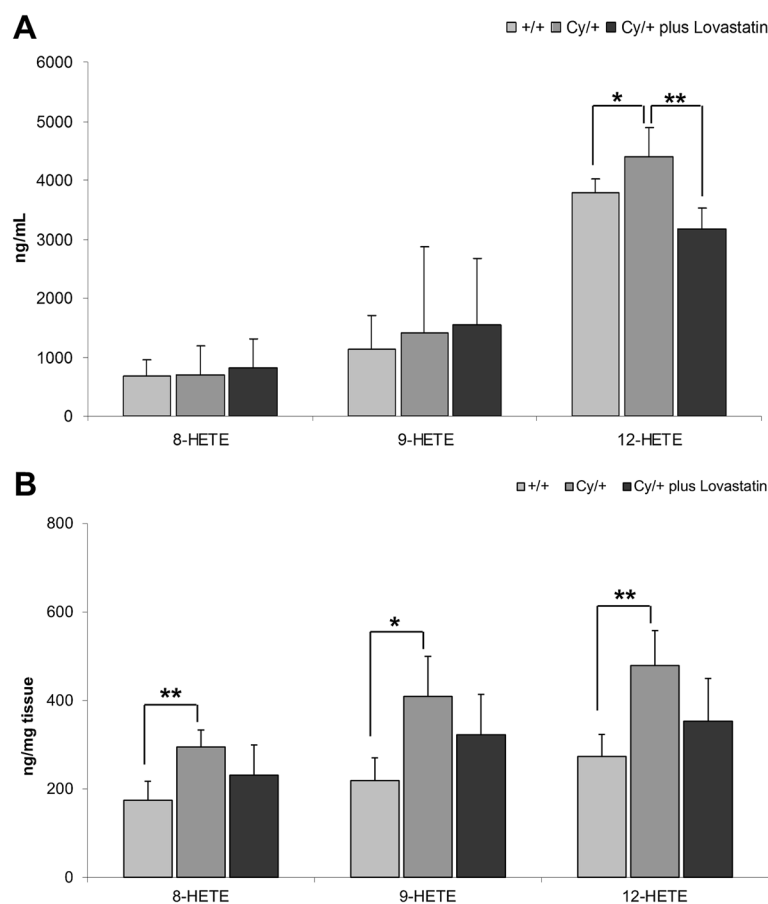 A
+/+ Cy/+ Cy/+ plus Lovastatin
6000
5000
4000
3000
2000
1000
0
ng/mL
* **
8-HETE 9-HETE 12-HETE
B
+/+ Cy/+ Cy/+ plus Lovastatin
800
600
400
200
0
ng/mg tissue
** * **
8-HETE 9-HETE 12-HETE